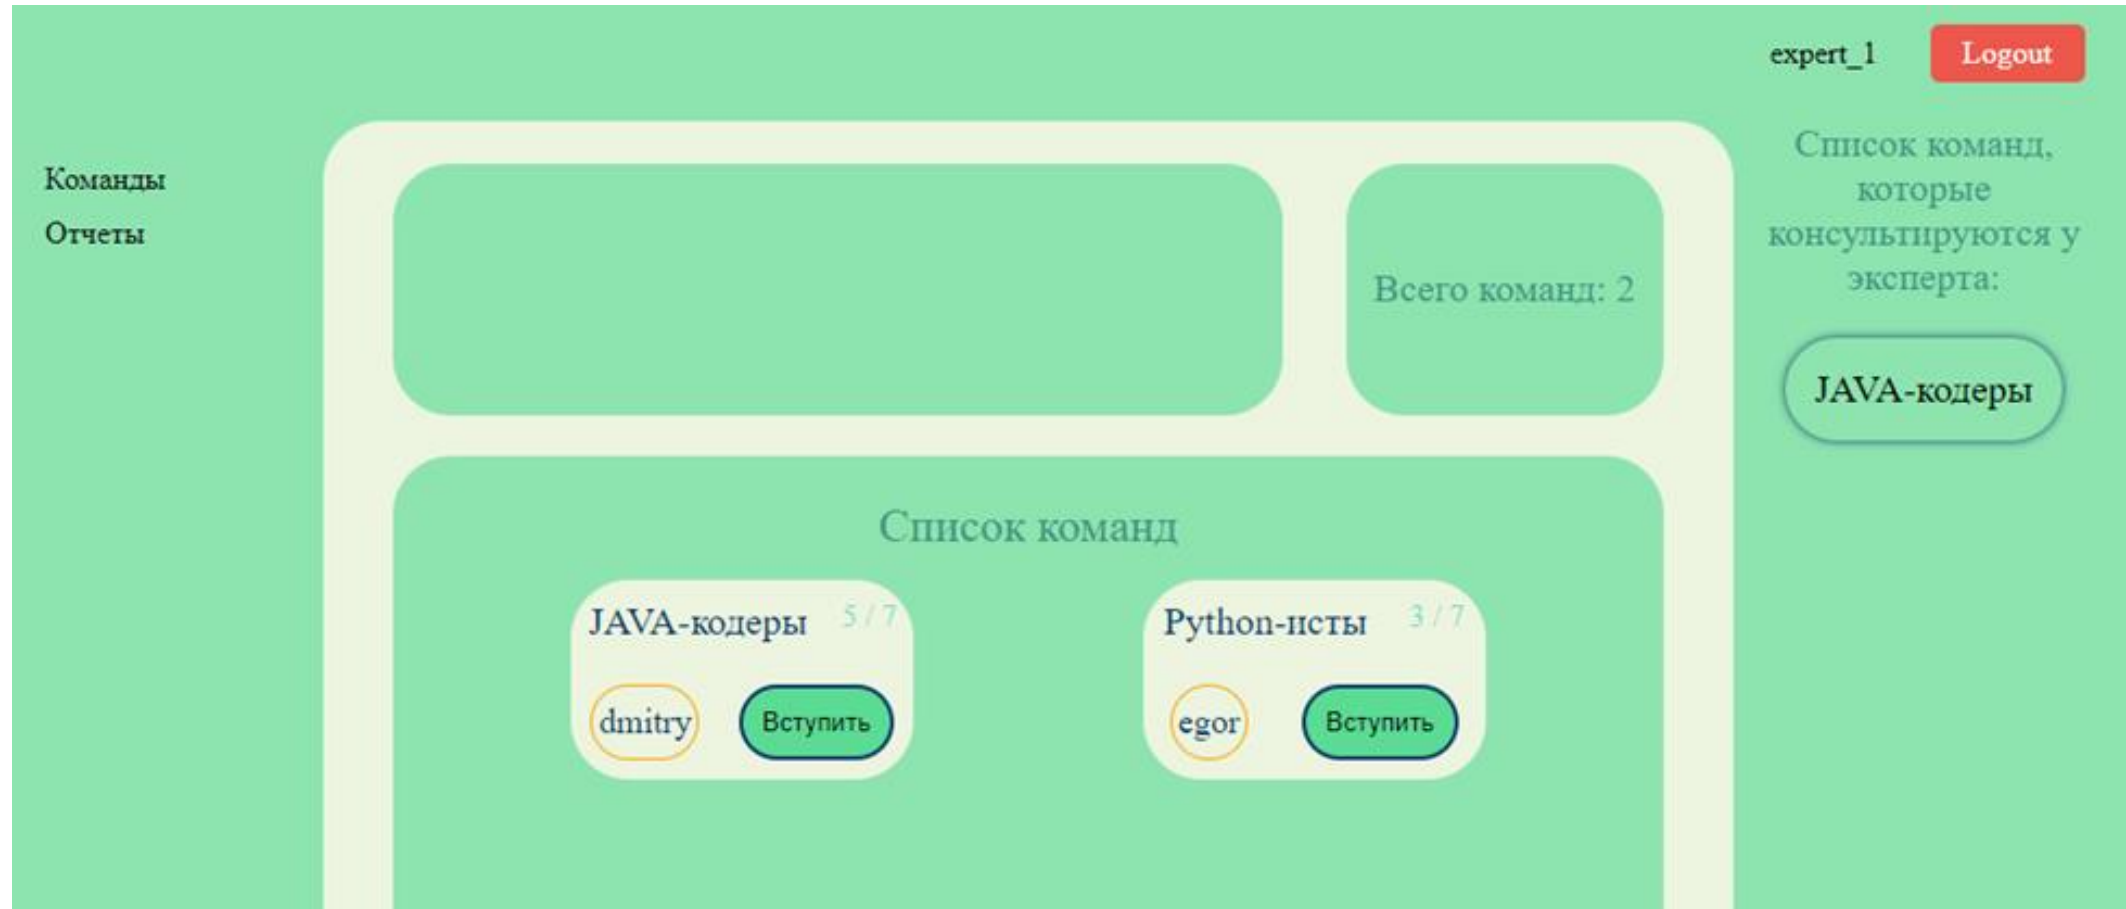 expert_1 Logout
Команды
Отчеты
Всего команд: 2
Список команд,
которые
консультируются у
эксперта:
JAVA-кодеры
Список команд
JAVA-кодеры 5 / 7
dmitry Вступить
Python-исты 3 / 7
egor Вступить